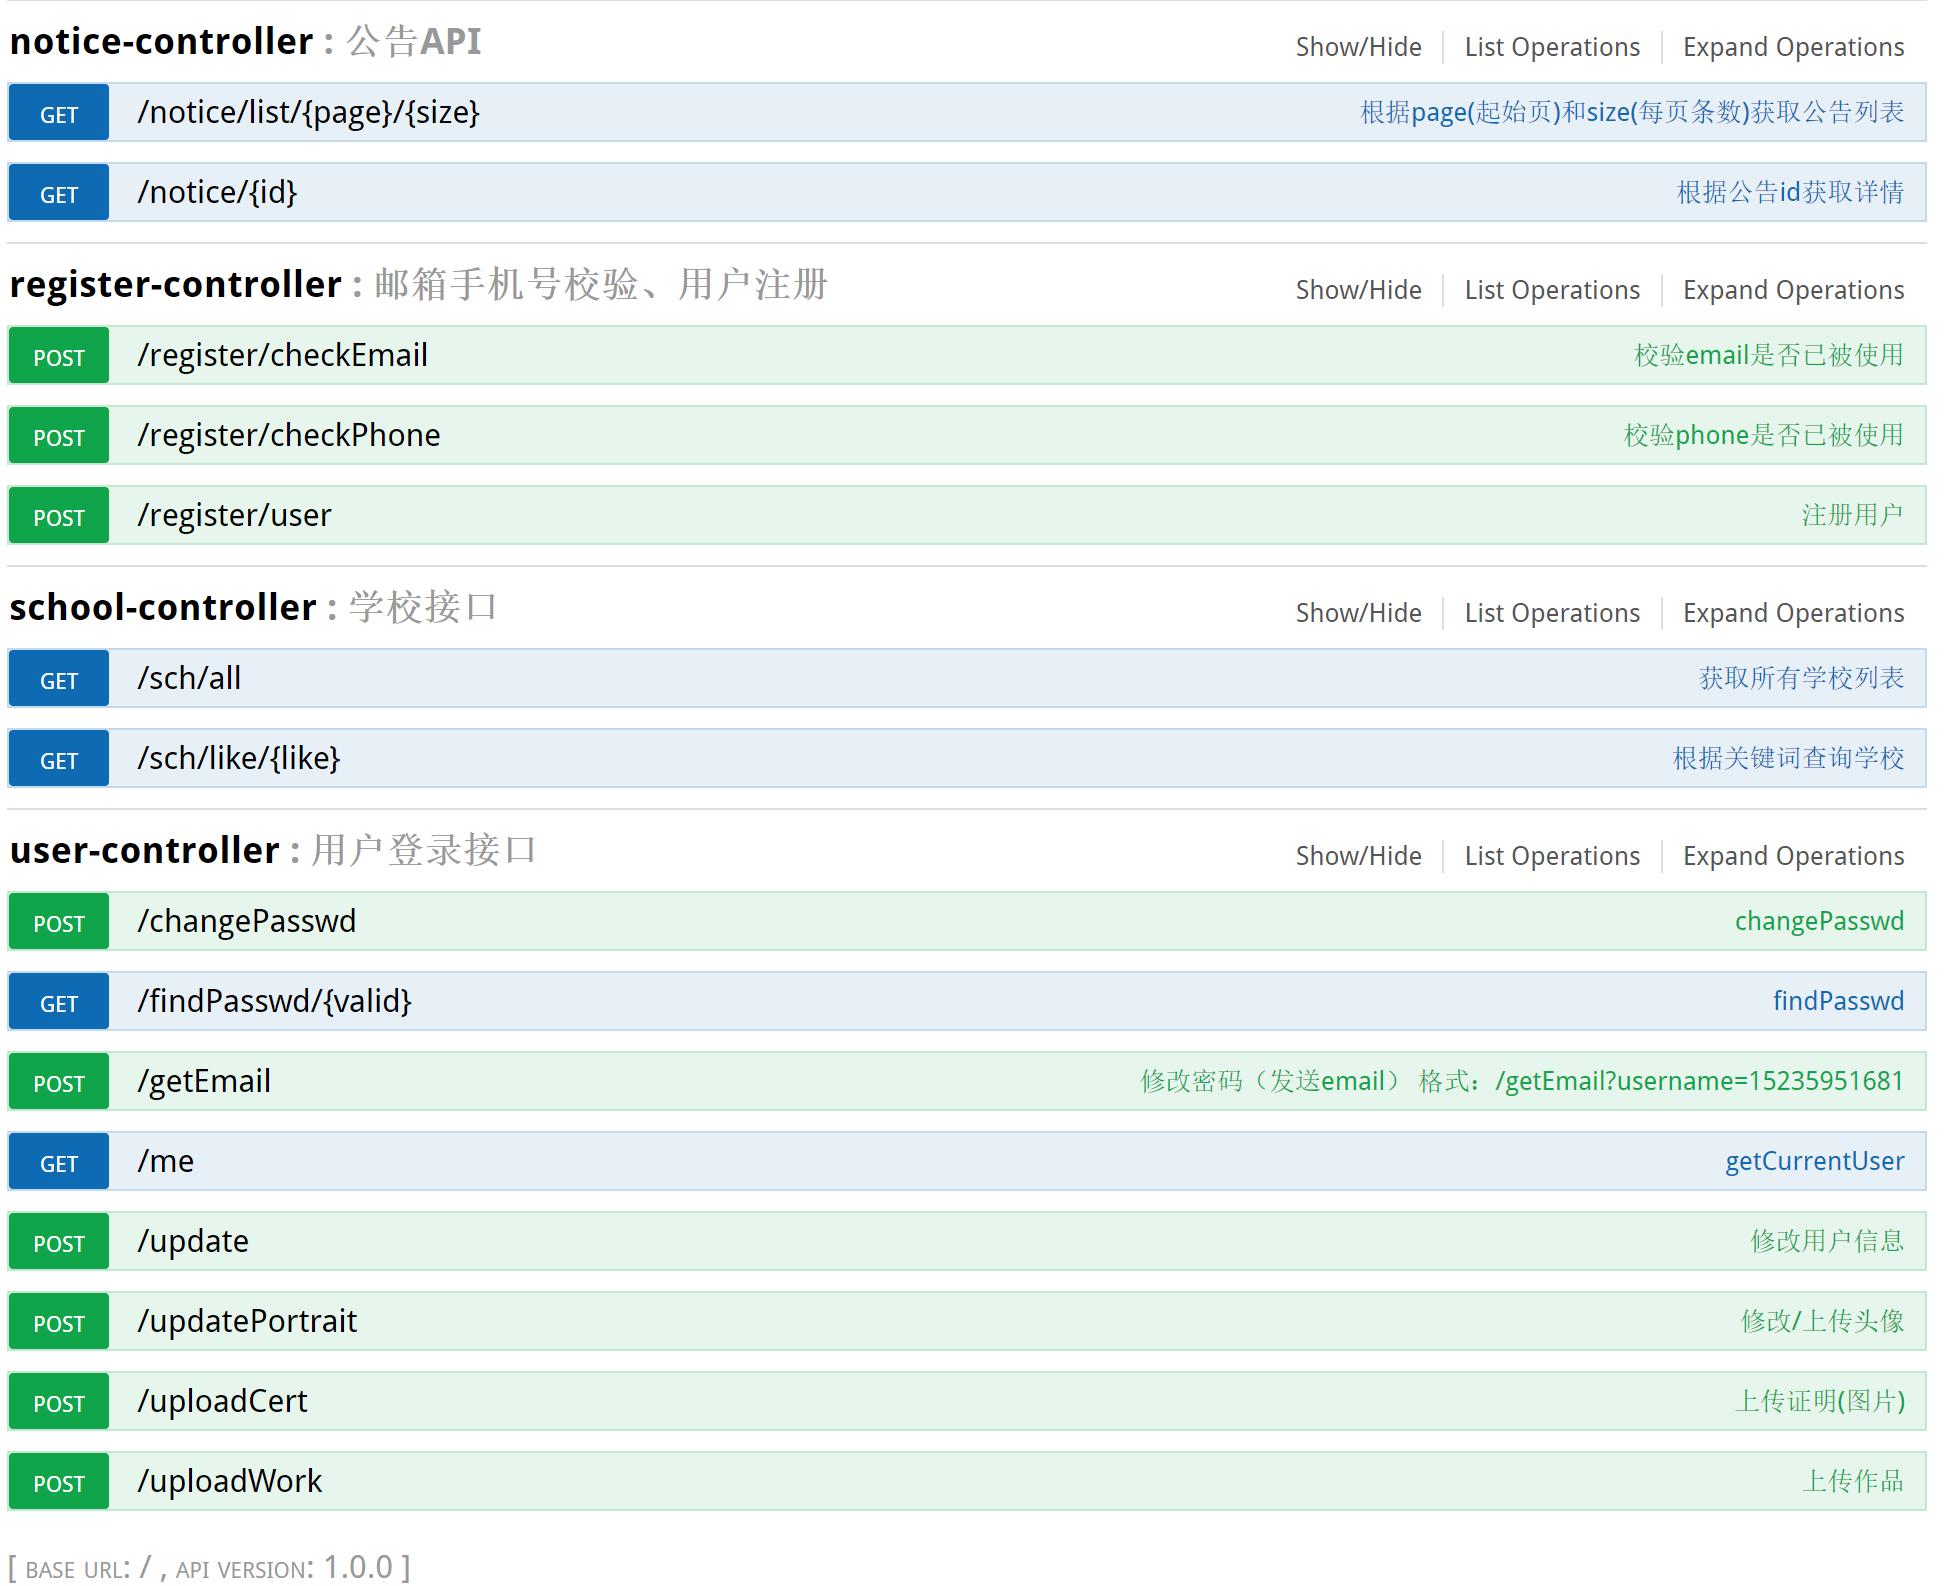 notice-controller : 公告API Show/Hide List Operations Expand Operations
GET /notice/list/{page}/{size} 根据page(起始页)和size(每页条数)获取公告列表
GET /notice/{id} 根据公告id获取详情
register-controller : 邮箱手机号校验、用户注册 Show/Hide List Operations Expand Operations
POST /register/checkEmail 校验email是否已被使用
POST /register/checkPhone 校验phone是否已被使用
POST /register/user 注册用户
school-controller : 学校接口 Show/Hide List Operations Expand Operations
GET /sch/all 获取所有学校列表
GET /sch/like/{like} 根据关键词查询学校
user-controller : 用户登录接口 Show/Hide List Operations Expand Operations
POST /changePasswd changePasswd
GET /findPasswd/{valid} findPasswd
POST /getEmail 修改密码（发送email） 格式：/getEmail?username=15235951681
GET /me getCurrentUser
POST /update 修改用户信息
POST /updatePortrait 修改/上传头像
POST /uploadCert 上传证明(图片)
POST /uploadWork 上传作品
[ BASE URL: / , API VERSION: 1.0.0 ]